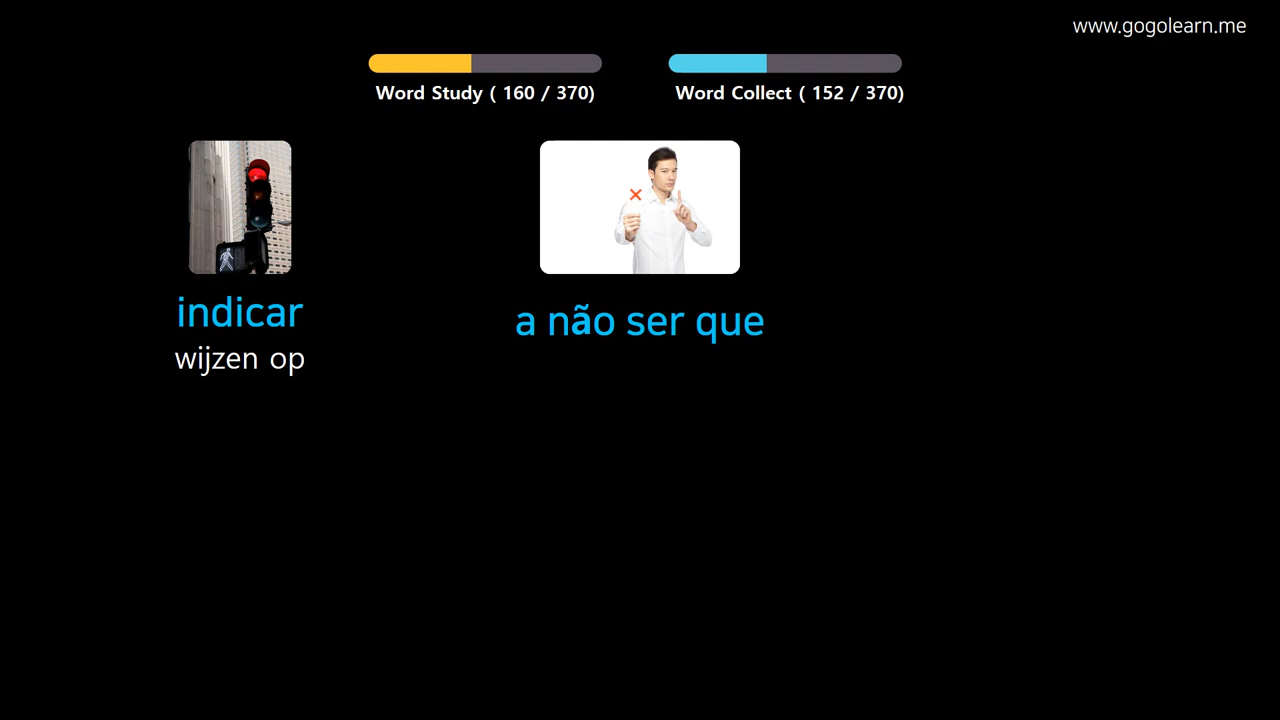 www.gogolearn.me
Word Study ( 160 / 370)
Word Collect ( 152 / 370)
indicar
wijzen op
a não ser que